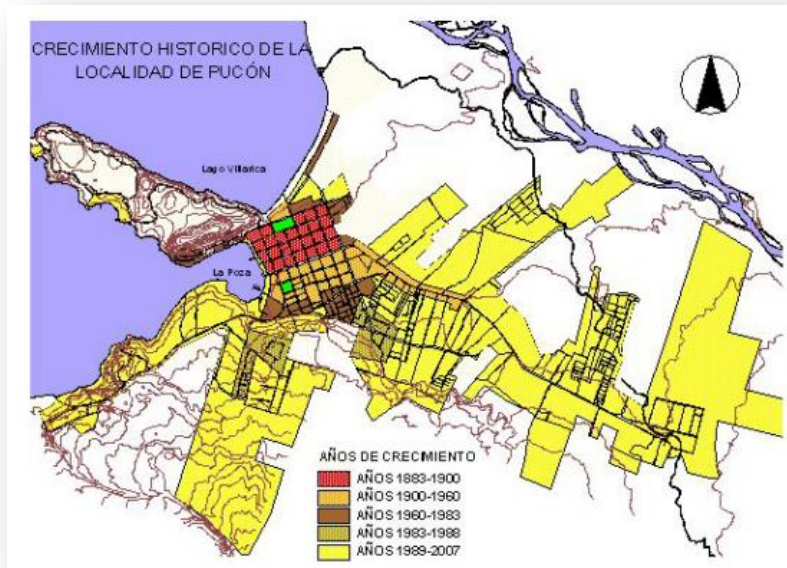 CRECIMIENTO HISTORICO DE LA
LOCALIDAD DE PUCÓN
Lago Villarica
La Poza
AÑOS DE CRECIMIENTO
AÑOS 1883-1900
AÑOS 1900-1960
AÑOS 1960-1983
AÑOS 1983-1988
AÑOS 1989-2007